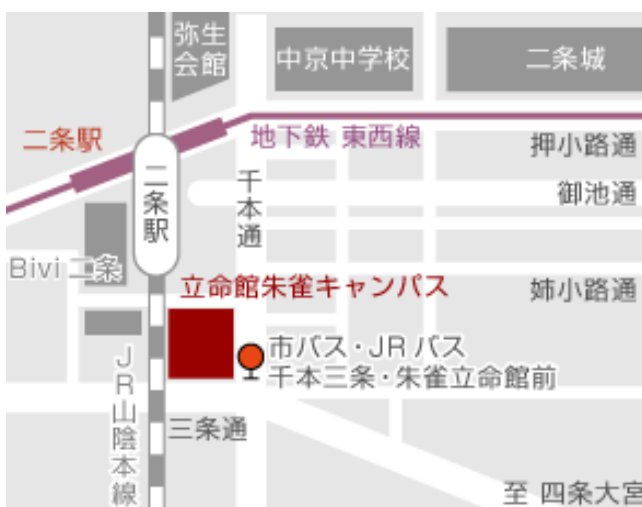 弥生
会館
中京中学校
二条城
二条駅
地下鉄 東西線
押小路通
二条駅
千本通
御池通
Bivi 二条
立命館朱雀キャンパス
姉小路通
市バス・JRバス
千本三条・朱雀立命館前
JR山陰本線
三条通
至 四条大宮